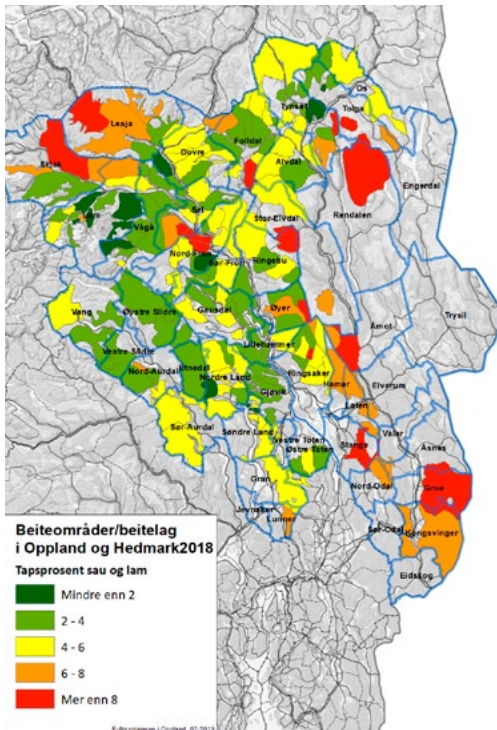 Os
Tynset
Tolga
Lesja
Folldal
Dovre
Alvdal
Engerdal
Skjåk
Rendalen
Sel
Lom
Vågå
Stor-Elvdal
Nord-Fron
Sør-Fron
Ringebu
Vang
Øystre Slidre
Gausdal
Øyer
Trysil
Åmot
Vestre Slidre
Lillehammer
Etnedal
Nord-Aurdal
Nordre Land
Ringsaker
Hamar
Elverum
Gjøvik
Løten
Sør-Aurdal
Søndre Land
Våler
Vestre Toten
Stange
Åsnes
Østre Toten
Gran
Nord-Odal
Grue
Jevnaker
Lunner
Sør-Odal
Kongsvinger
Eidskog
Beiteområder/beitelag
i Oppland og Hedmark2018
Tapsprosent sau og lam
Mindre enn 2
2 - 4
4 - 6
6 - 8
Mer enn 8